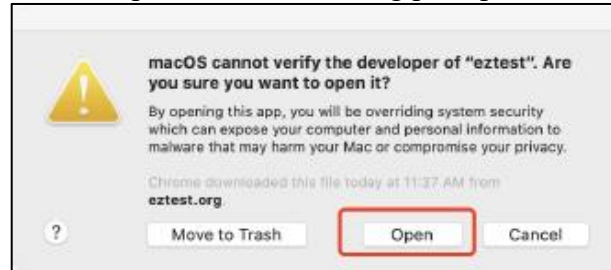 macOS cannot verify the developer of “eztest”. Are
you sure you want to open it?
By opening this app, you will be overriding system security
which can expose your computer and personal information to
malware that may harm your Mac or compromise your privacy.
Chrome downloaded this file today at 11:37 AM from
eztest.org
?
Move to Trash
Open
Cancel